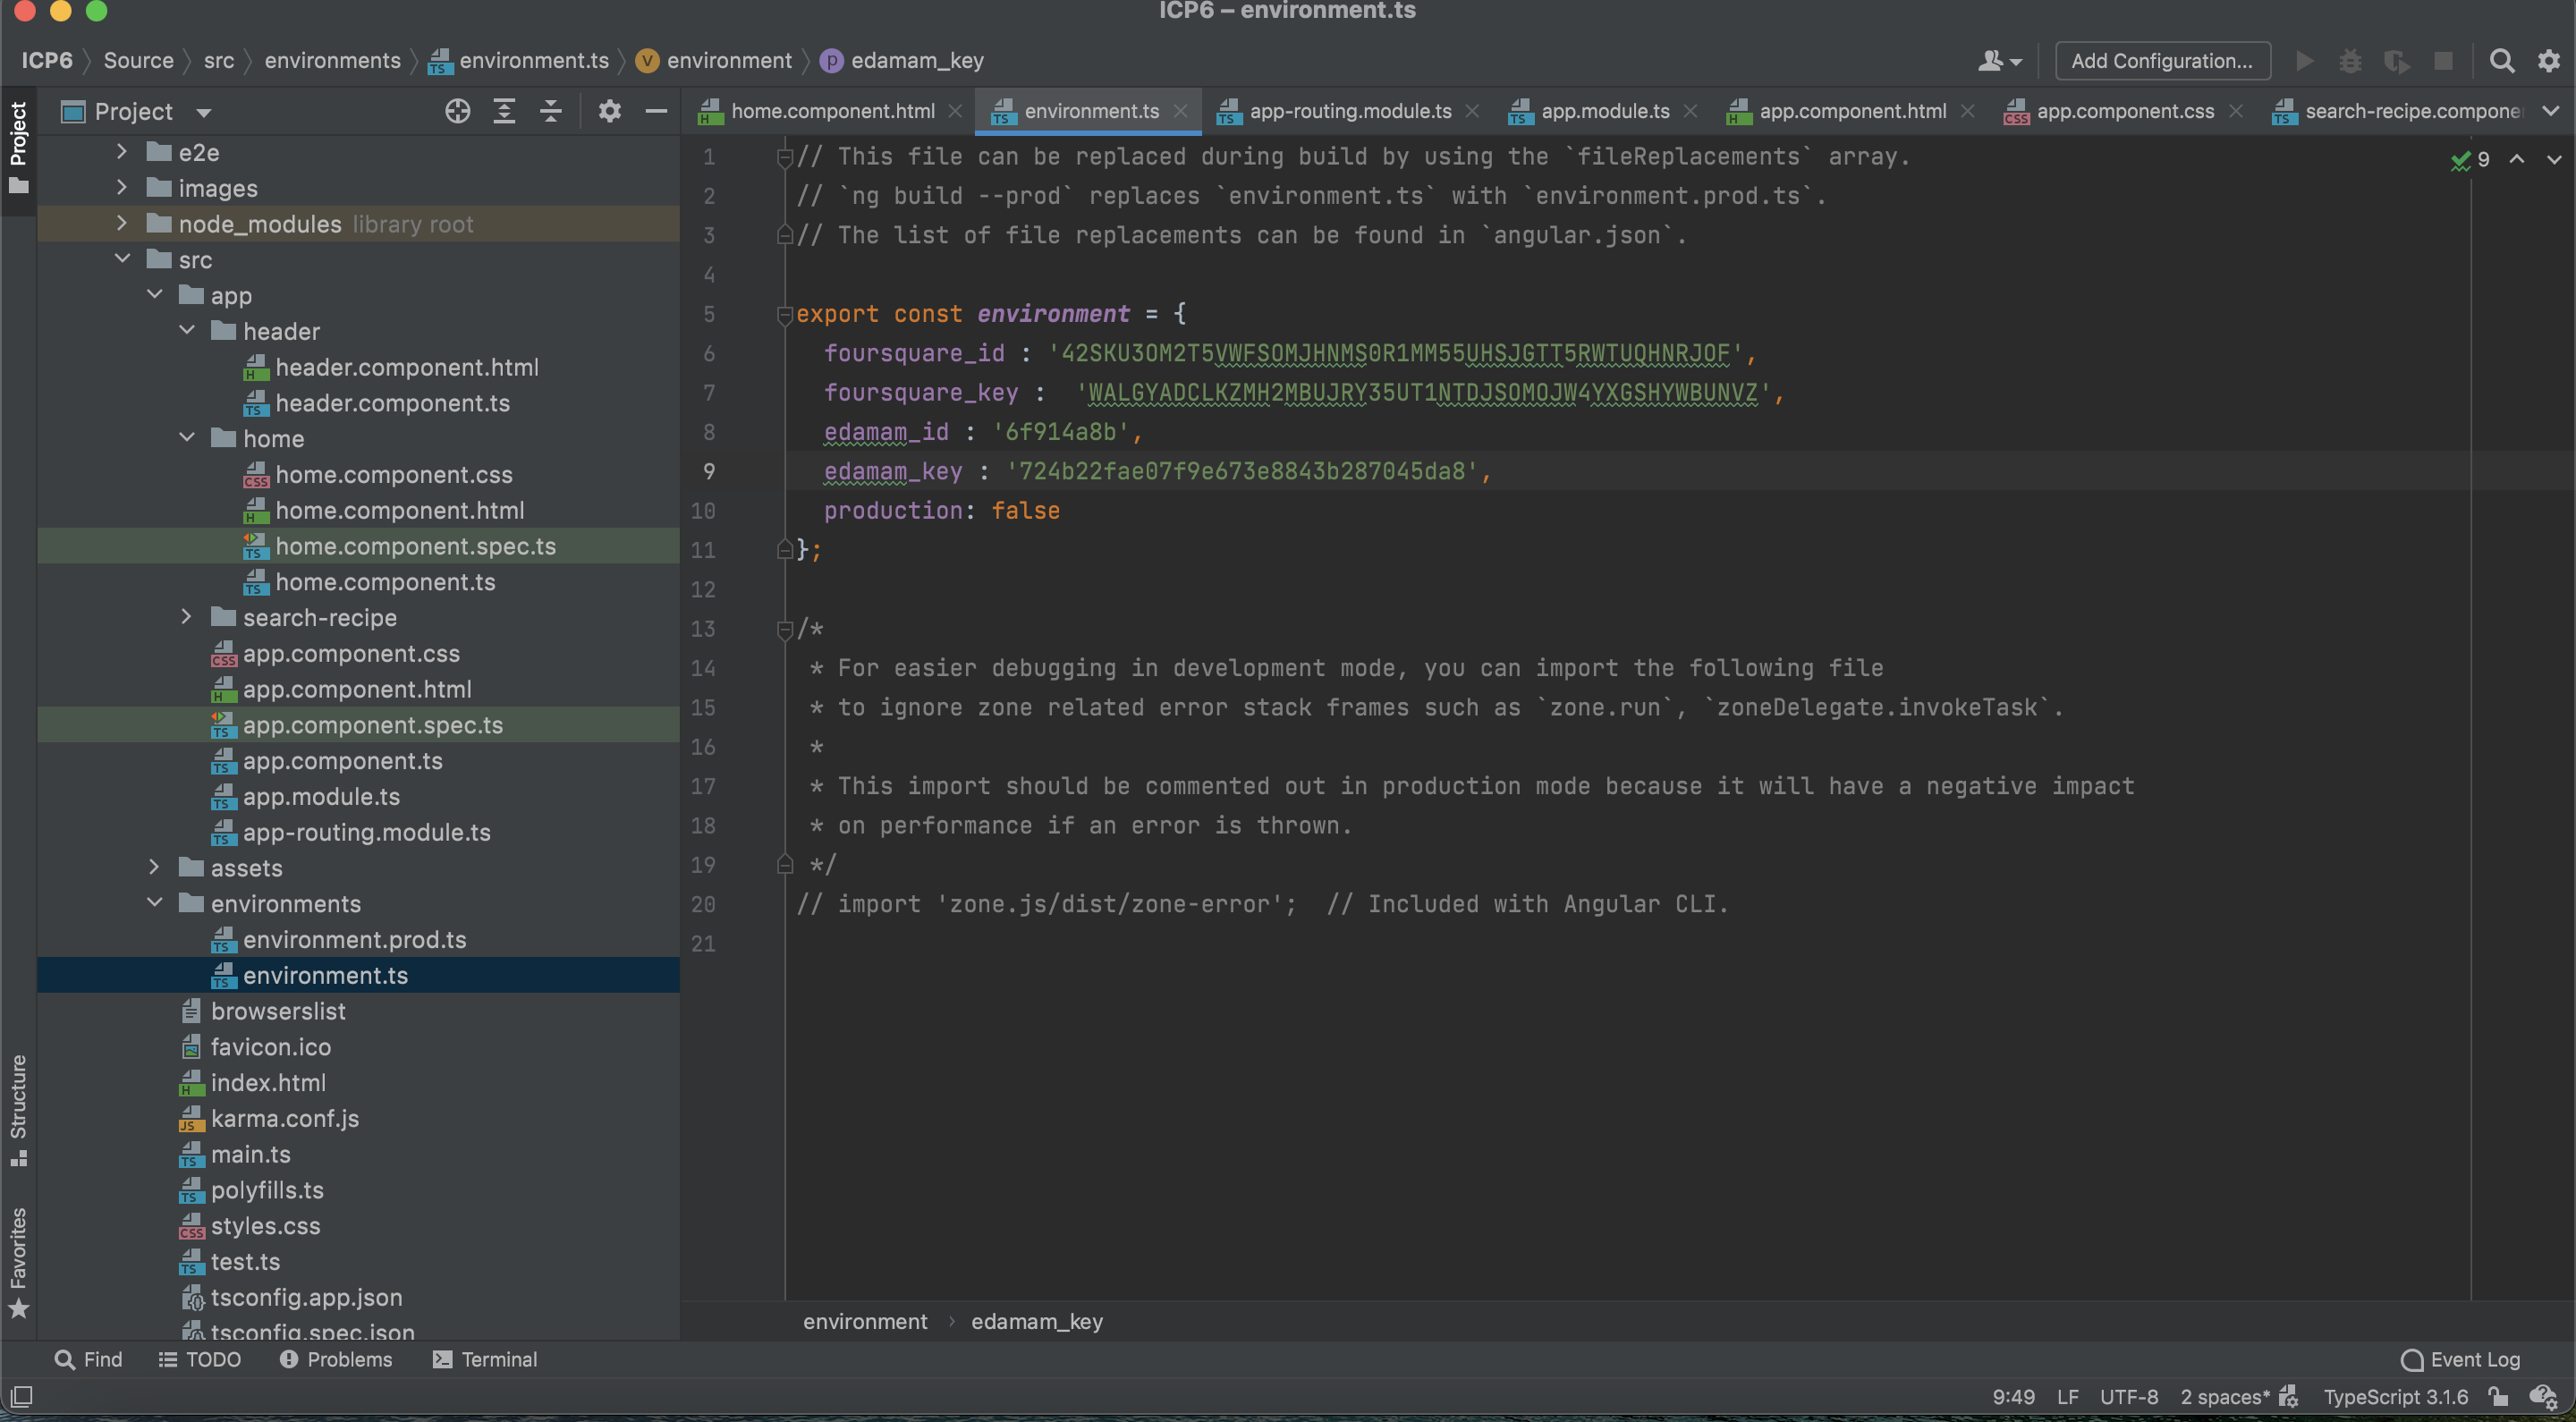 ICP6 – environment.ts
ICP6 Source src environments environment.ts environment edamam_key
Add Configuration...
Project
Project
home.component.html environment.ts app-routing.module.ts app.module.ts app.component.html app.component.css search-recipe.compone
e2e
images
node_modules library root
src
app
header
header.component.html
header.component.ts
home
home.component.css
home.component.html
home.component.spec.ts
home.component.ts
search-recipe
app.component.css
app.component.html
app.component.spec.ts
app.component.ts
app.module.ts
app-routing.module.ts
assets
environments
environment.prod.ts
environment.ts
browserslist
favicon.ico
index.html
karma.conf.js
main.ts
polyfills.ts
styles.css
test.ts
tsconfig.app.json
tsconfig.spec.json
Structure
Favorites
9
1 // This file can be replaced during build by using the `fileReplacements` array.
2 // `ng build --prod` replaces `environment.ts` with `environment.prod.ts`.
3 // The list of file replacements can be found in `angular.json`.
4
5 export const environment = {
6 foursquare_id : '42SKU3OM2T5VWFSOMJHNMS0R1MM55UHSJGTT5RWTUQHNRJOF',
7 foursquare_key :  'WALGYADCLKZMH2MBUJRY35UT1NTDJSOMOJW4YXGSHYWBUNVZ',
8 edamam_id : '6f914a8b',
9 edamam_key : '724b22fae07f9e673e8843b287045da8',
10 production: false
11 };
12
13 /*
14 * For easier debugging in development mode, you can import the following file
15 * to ignore zone related error stack frames such as `zone.run`, `zoneDelegate.invokeTask`.
16 *
17 * This import should be commented out in production mode because it will have a negative impact
18 * on performance if an error is thrown.
19 */
20 // import 'zone.js/dist/zone-error';  // Included with Angular CLI.
21
environment edamam_key
Find TODO Problems Terminal Event Log
9:49 LF UTF-8 2 spaces* TypeScript 3.1.6